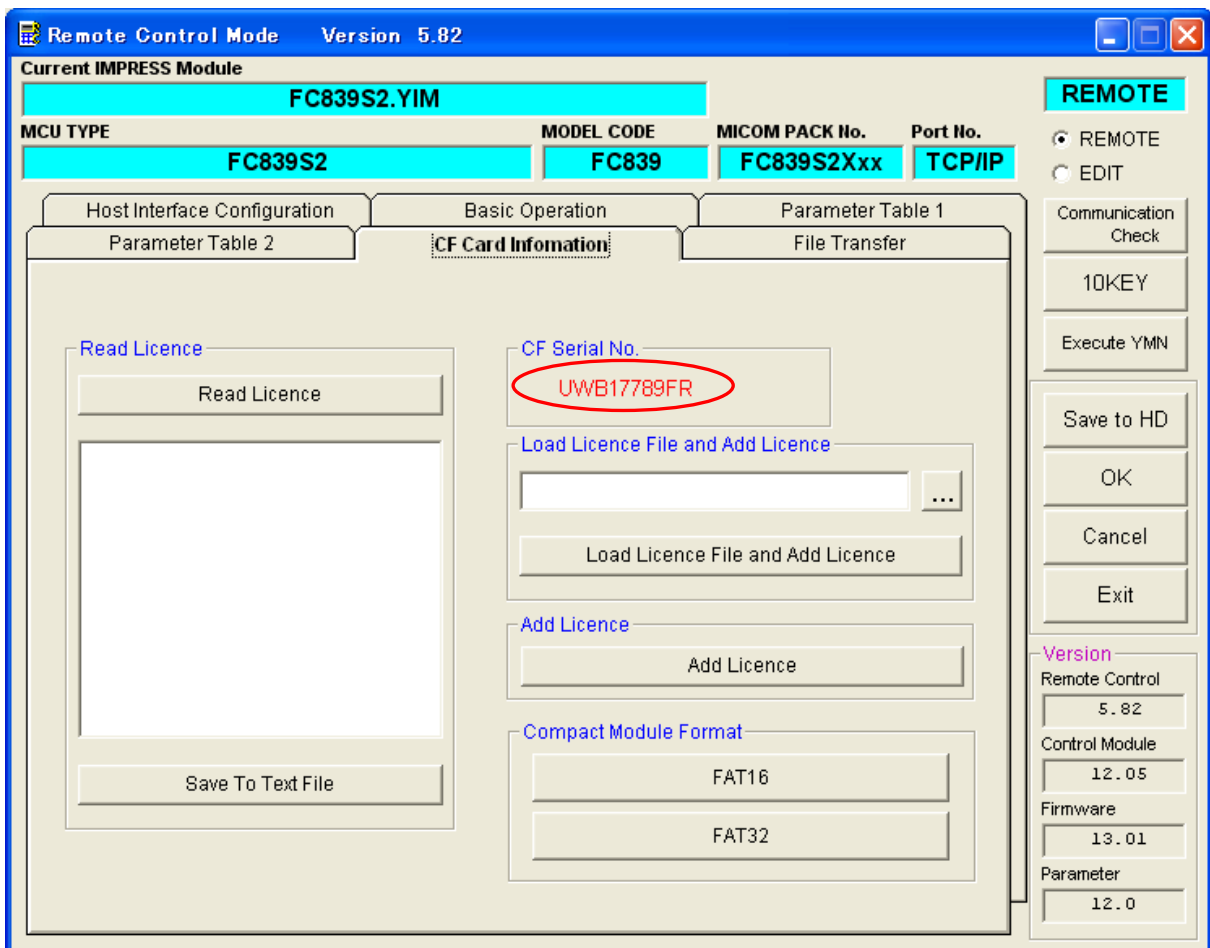 Remote Control Mode Version 5.82
Current IMPRESS Module
FC839S2.YIM
REMOTE
MCU TYPE
MODEL CODE
MICOM PACK No.
Port No.
FC839S2
FC839
FC839S2Xxx
TCP/IP
REMOTE
EDIT
Host Interface Configuration
Basic Operation
Parameter Table 1
Parameter Table 2
CF Card Infomation
File Transfer
Communication
Check
10KEY
Execute YMN
Save to HD
OK
Cancel
Exit
Read Licence
Read Licence
Save To Text File
CF Serial No.
UWB17789FR
Load Licence File and Add Licence
...
Load Licence File and Add Licence
Add Licence
Add Licence
Compact Module Format
FAT16
FAT32
Version
Remote Control
5.82
Control Module
12.05
Firmware
13.01
Parameter
12.0